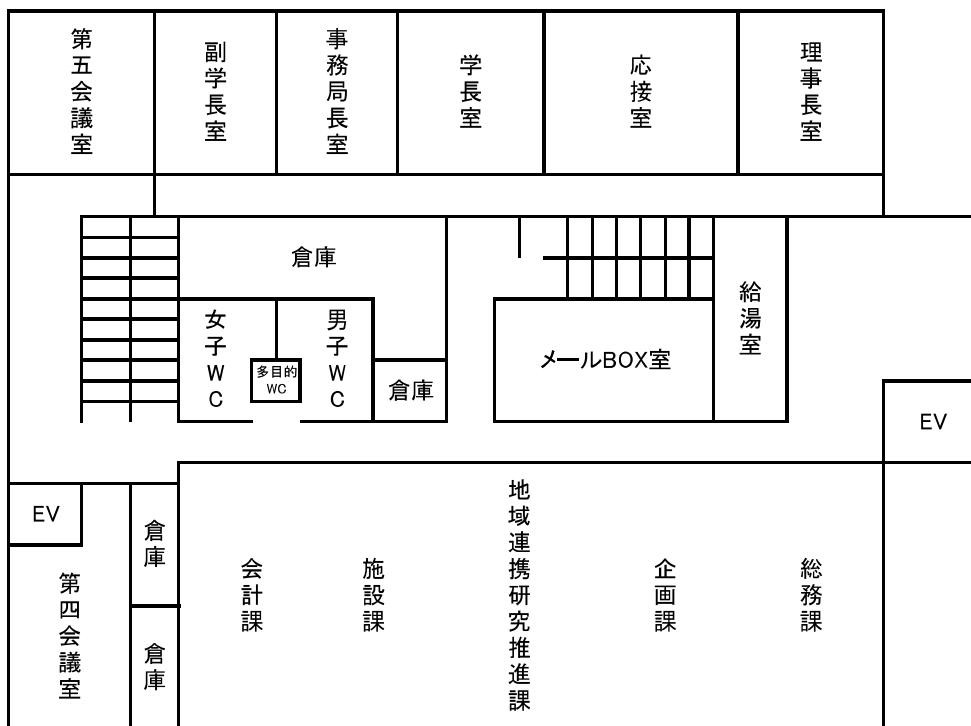 第五会議室
副学長室
事務局長室
学長室
応接室
理事長室
倉庫
女子WC
多目的
WC
男子WC
倉庫
メールBOX室
給湯室
EV
EV
倉庫
倉庫
第四会議室
会計課
施設課
地域連携研究推進課
企画課
総務課